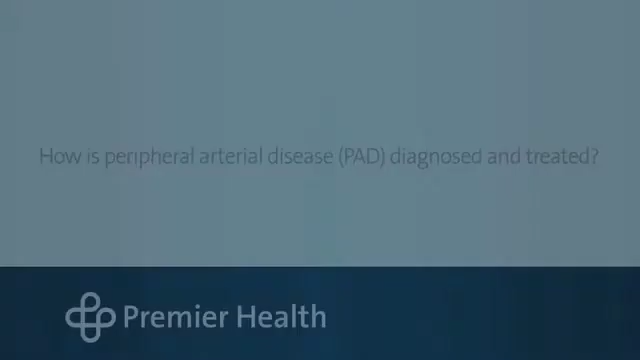 How is peripheral arterial disease (PAD) diagnosed and treated?
Premier Health